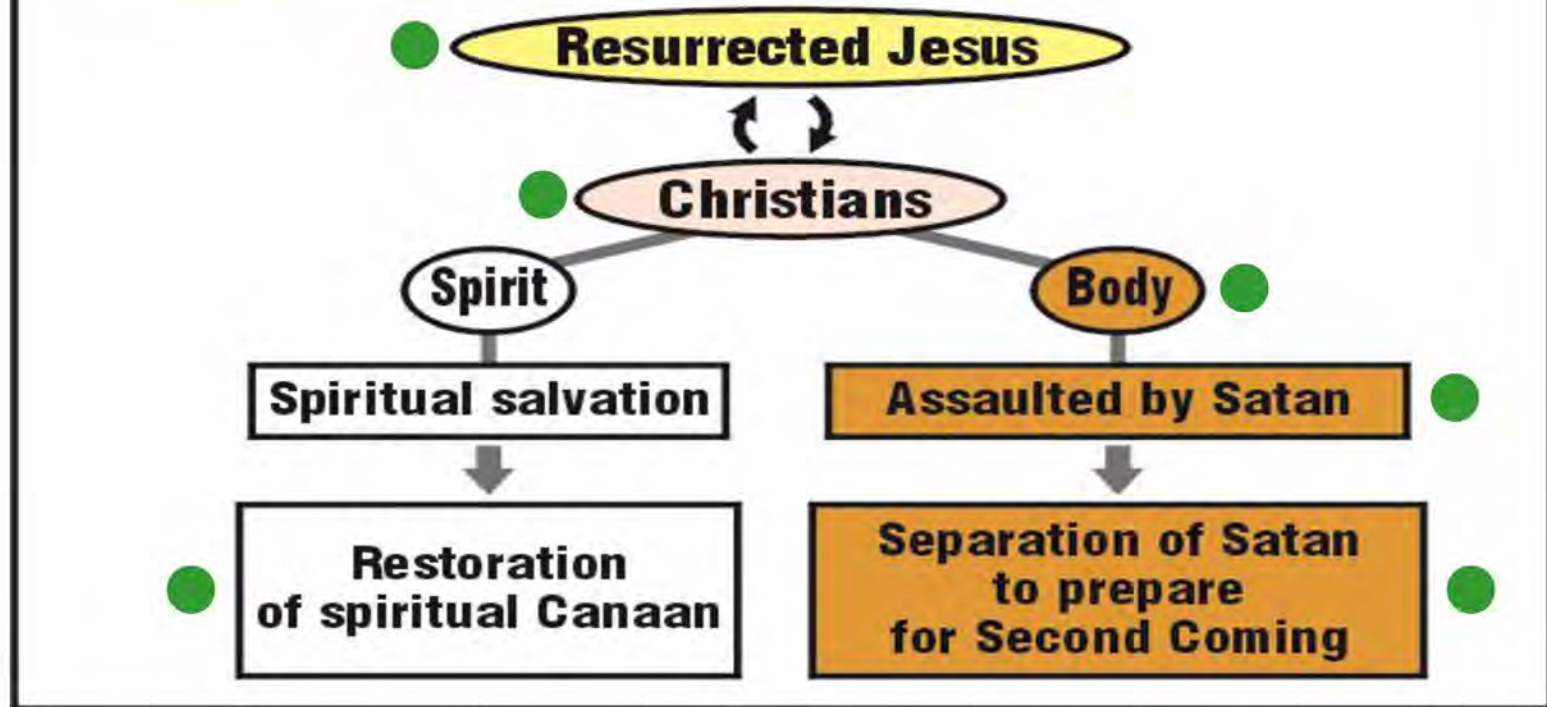 Resurrected Jesus
Christians
Spirit
Body
Spiritual salvation
Assaulted by Satan
Restoration
of spiritual Canaan
Separation of Satan
to prepare
for Second Coming